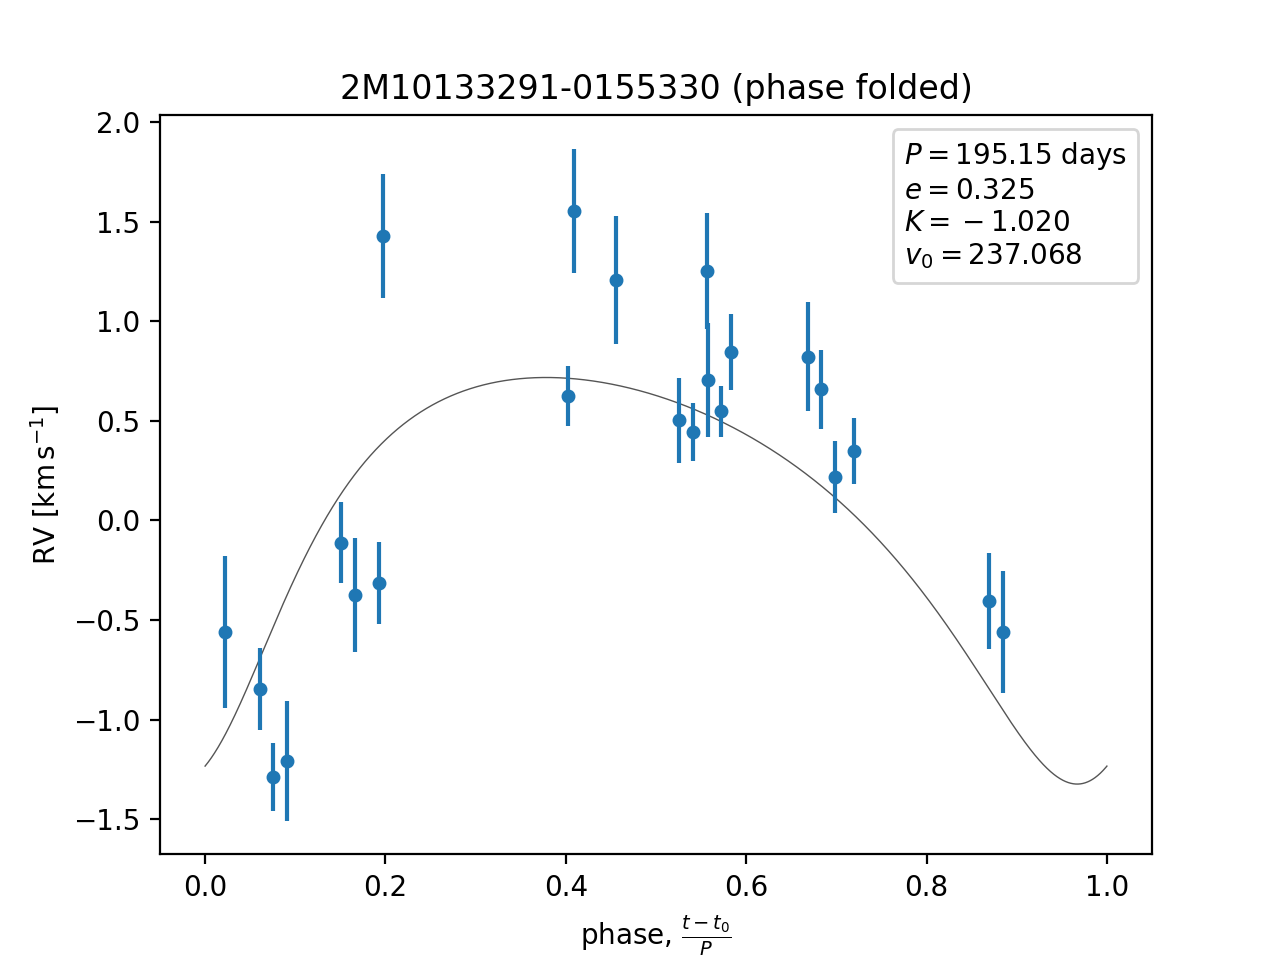 2M10133291-0155330 (phase folded)
P = 195.15 days
e = 0.325
K = −1.020
v₀ = 237.068
2.0
1.5
1.0
0.5
0.0
−0.5
−1.0
−1.5
RV [km s⁻¹]
0.0 0.2 0.4 0.6 0.8 1.0
phase, (t − t₀)/P